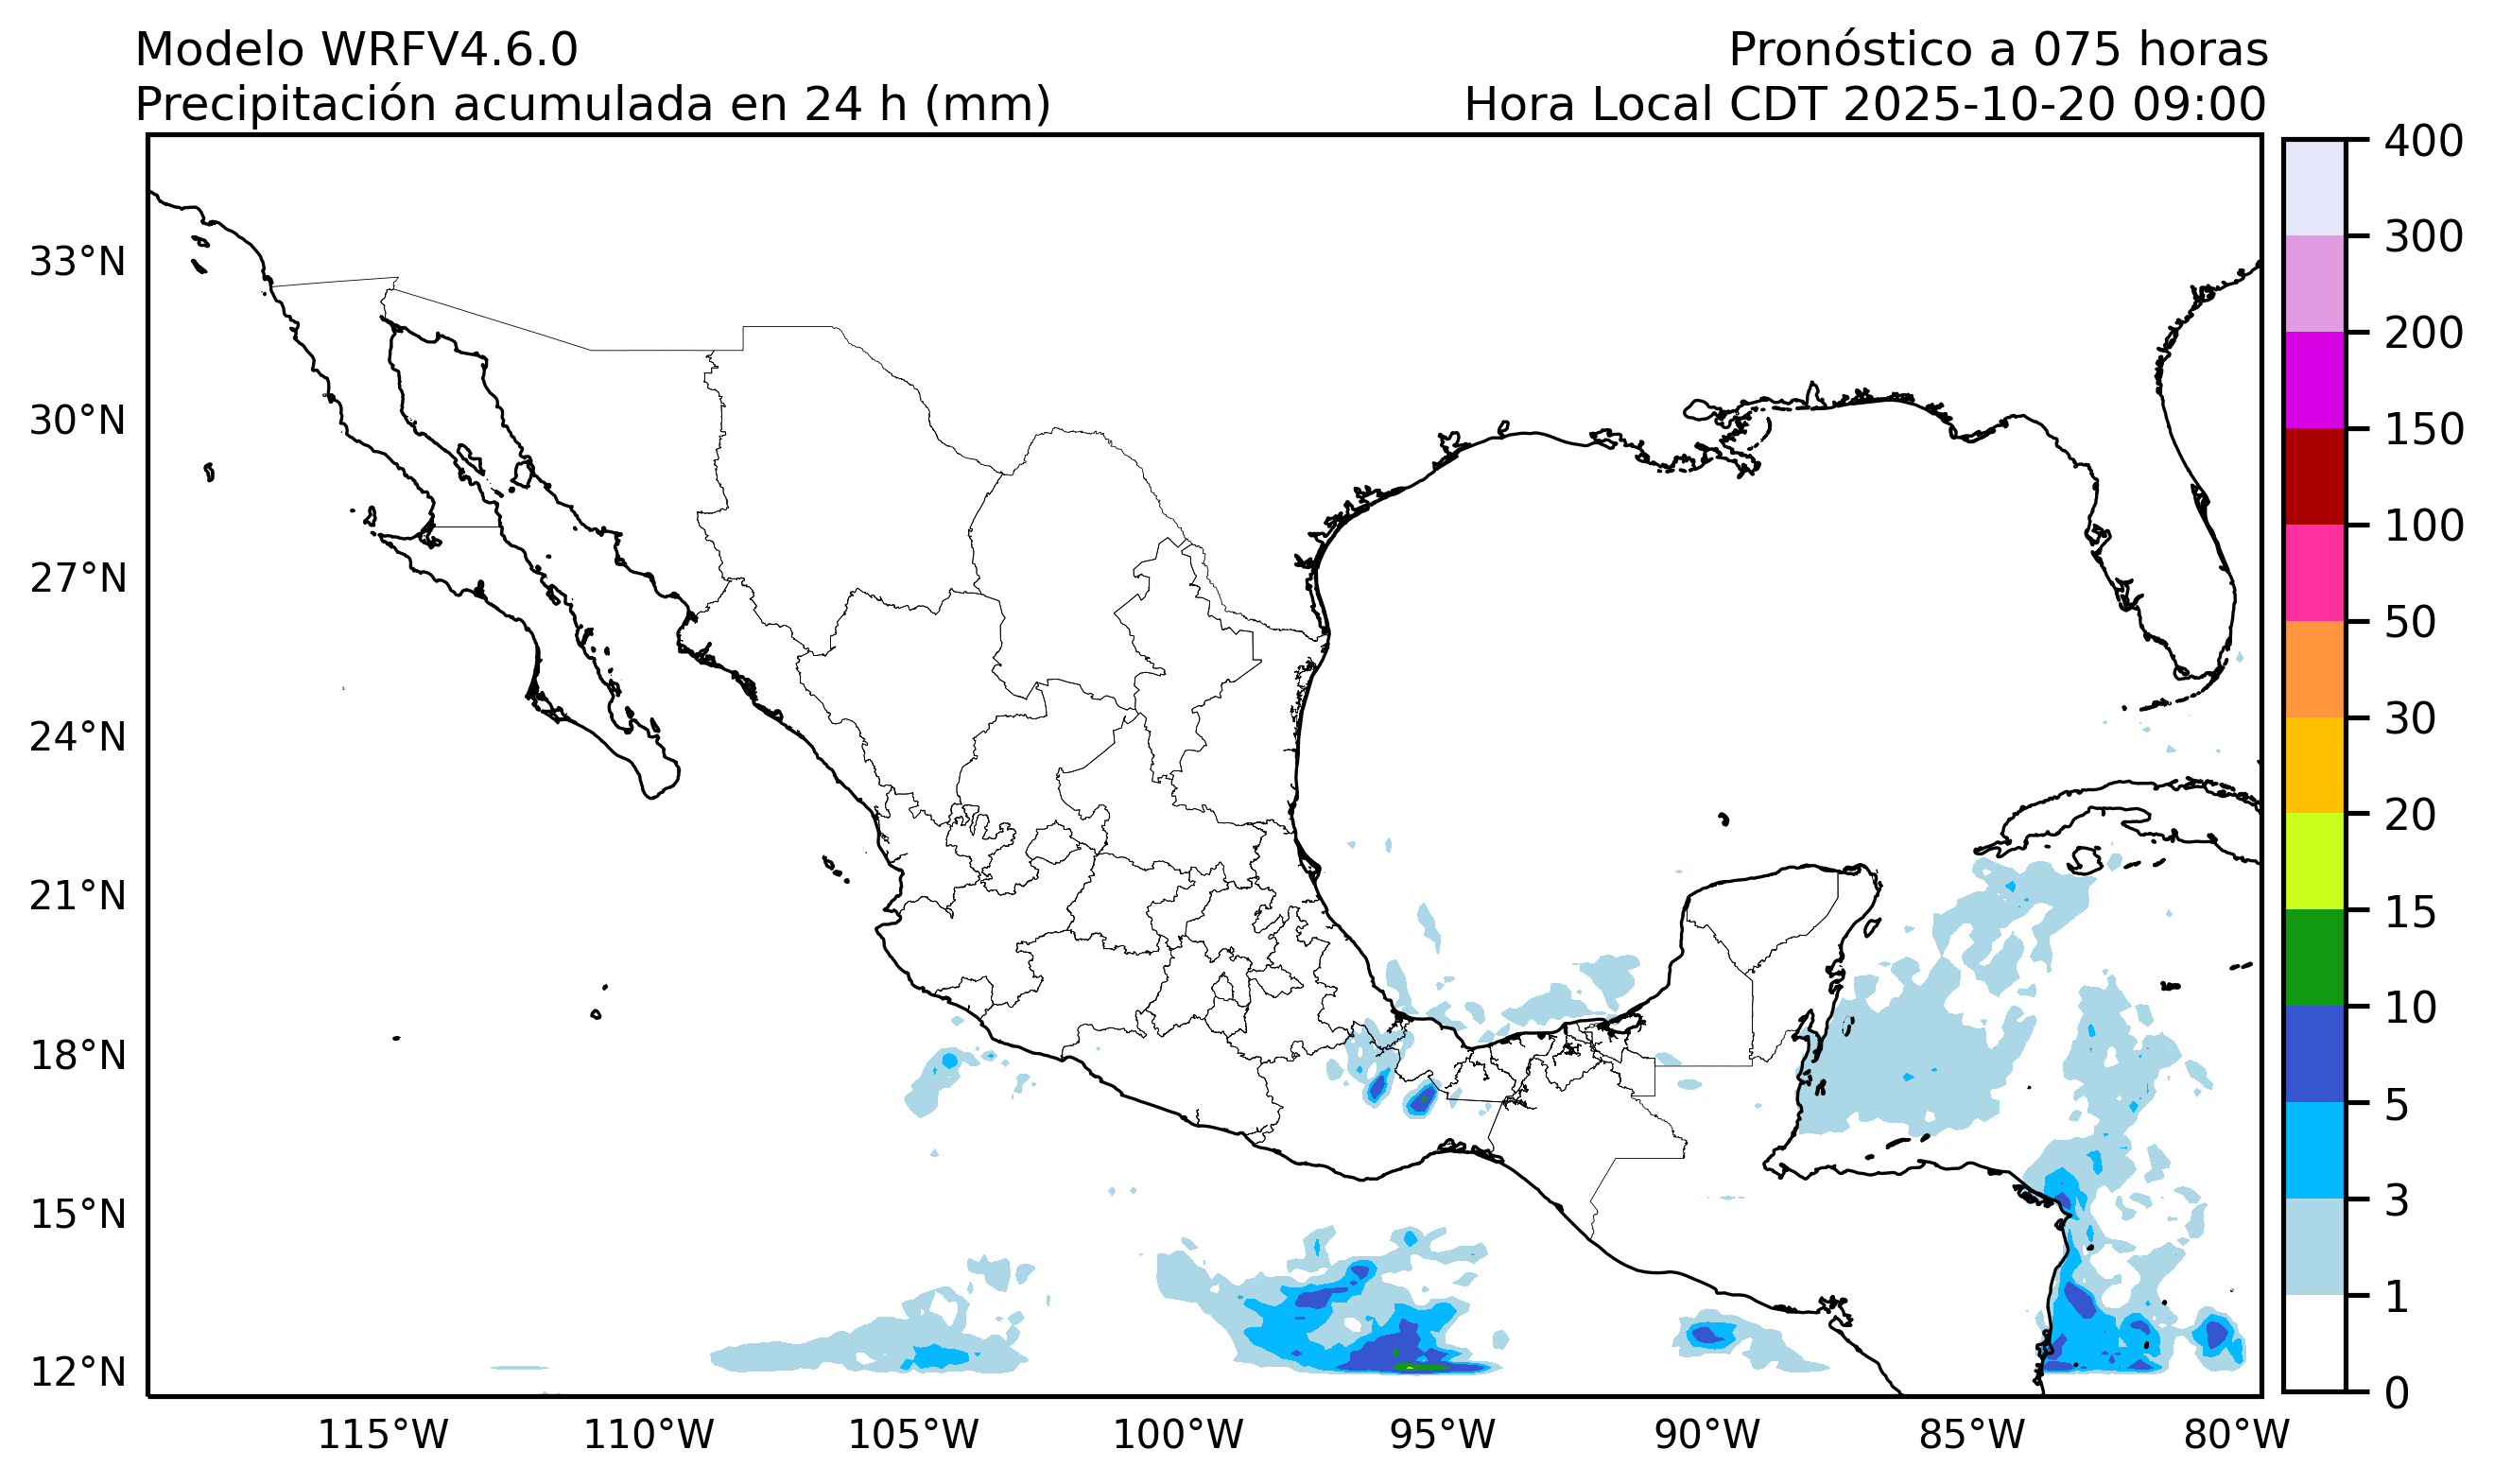 Modelo WRFV4.6.0
Pronóstico a 075 horas
Precipitación acumulada en 24 h (mm)
Hora Local CDT 2025-10-20 09:00
33°N
30°N
27°N
24°N
21°N
18°N
15°N
12°N
115°W
110°W
105°W
100°W
95°W
90°W
85°W
80°W
400
300
200
150
100
50
30
20
15
10
5
3
1
0